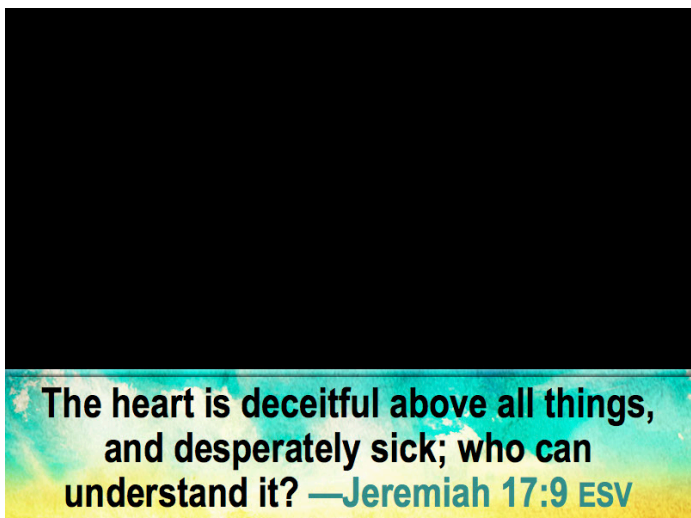 The heart is deceitful above all things,
and desperately sick; who can
understand it? —Jeremiah 17:9 ESV